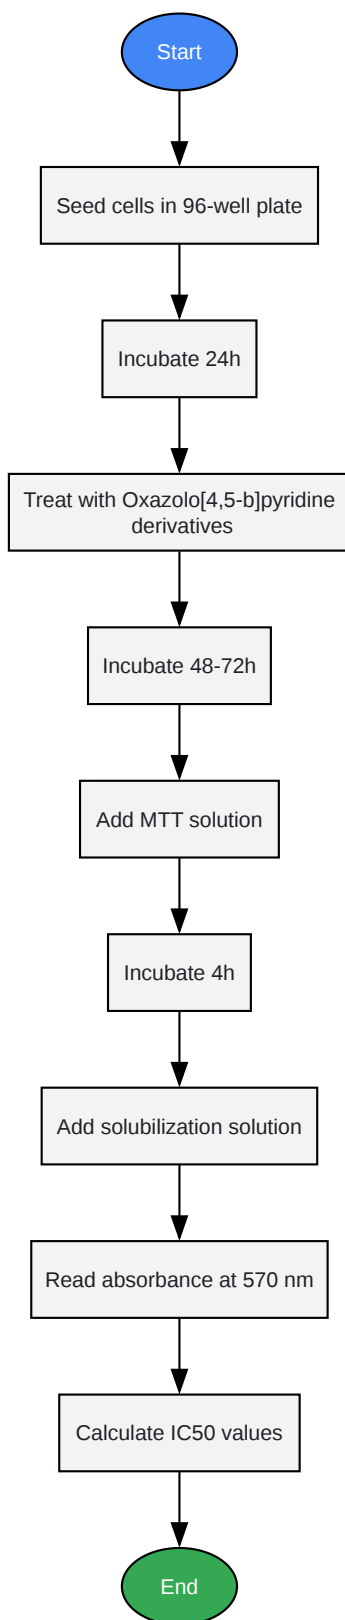 Start
Seed cells in 96-well plate
Incubate 24h
Treat with Oxazolo[4,5-b]pyridine
derivatives
Incubate 48-72h
Add MTT solution
Incubate 4h
Add solubilization solution
Read absorbance at 570 nm
Calculate IC50 values
End